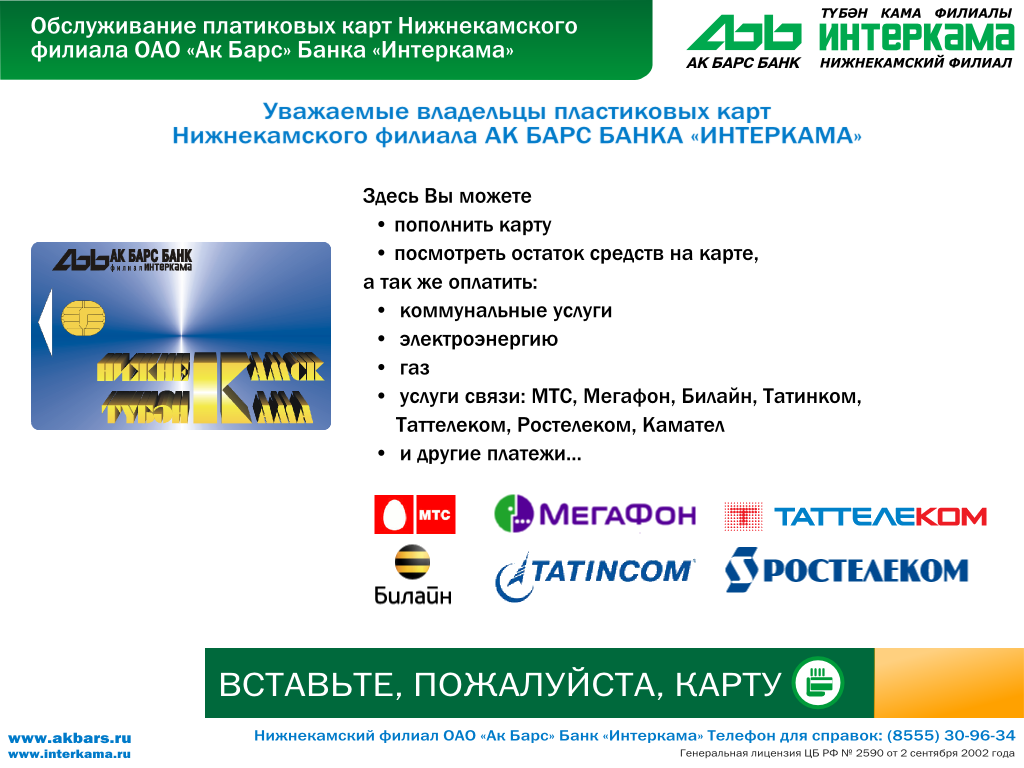 Обслуживание платиковых карт Нижнекамского
филиала ОАО «Ак Барс» Банка «Интеркама»
АК БАРС БАНК
ТҮБӘН КАМА ФИЛИАЛЫ
ИНТЕРКАМА
НИЖНЕКАМСКИЙ ФИЛИАЛ
Уважаемые владельцы пластиковых карт
Нижнекамского филиала АК БАРС БАНКА «ИНТЕРКАМА»
Здесь Вы можете
• пополнить карту
• посмотреть остаток средств на карте,
а так же оплатить:
• коммунальные услуги
• электроэнергию
• газ
• услуги связи: МТС, Мегафон, Билайн, Татинком,
Таттелеком, Ростелеком, Камател
• и другие платежи...
АК БАРС БАНК
филиал ИНТЕРКАМА
НИЖНЕКАМСК
ТҮБӘН КАМА
МТС
МЕГАФОН
ТАТТЕЛЕКОМ
Билайн
TATINCOM
РОСТЕЛЕКОМ
ВСТАВЬТЕ, ПОЖАЛУЙСТА, КАРТУ
www.akbars.ru
www.interkama.ru
Нижнекамский филиал ОАО «Ак Барс» Банк «Интеркама» Телефон для справок: (8555) 30-96-34
Генеральная лицензия ЦБ РФ № 2590 от 2 сентября 2002 года